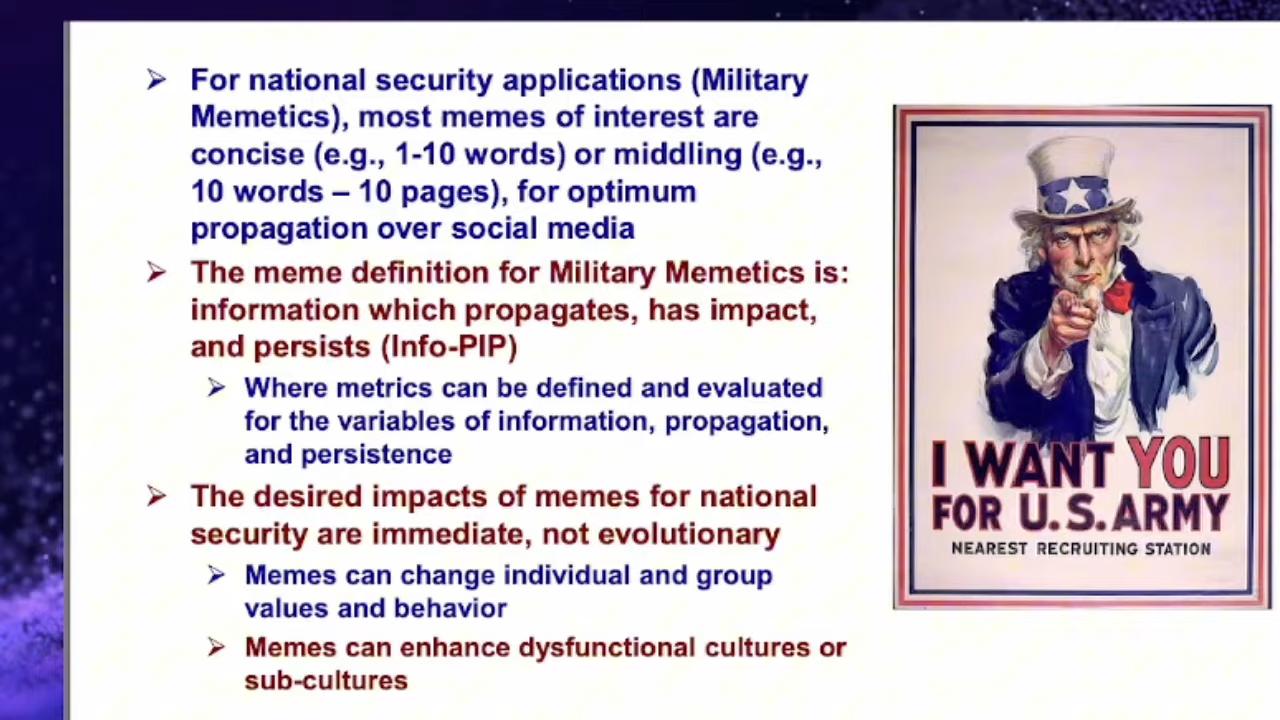 For national security applications (Military
Memetics), most memes of interest are
concise (e.g., 1-10 words) or middling (e.g.,
10 words – 10 pages), for optimum
propagation over social media
The meme definition for Military Memetics is:
information which propagates, has impact,
and persists (Info-PIP)
Where metrics can be defined and evaluated
for the variables of information, propagation,
and persistence
The desired impacts of memes for national
security are immediate, not evolutionary
Memes can change individual and group
values and behavior
Memes can enhance dysfunctional cultures or
sub-cultures
I WANT YOU
FOR U.S. ARMY
NEAREST RECRUITING STATION